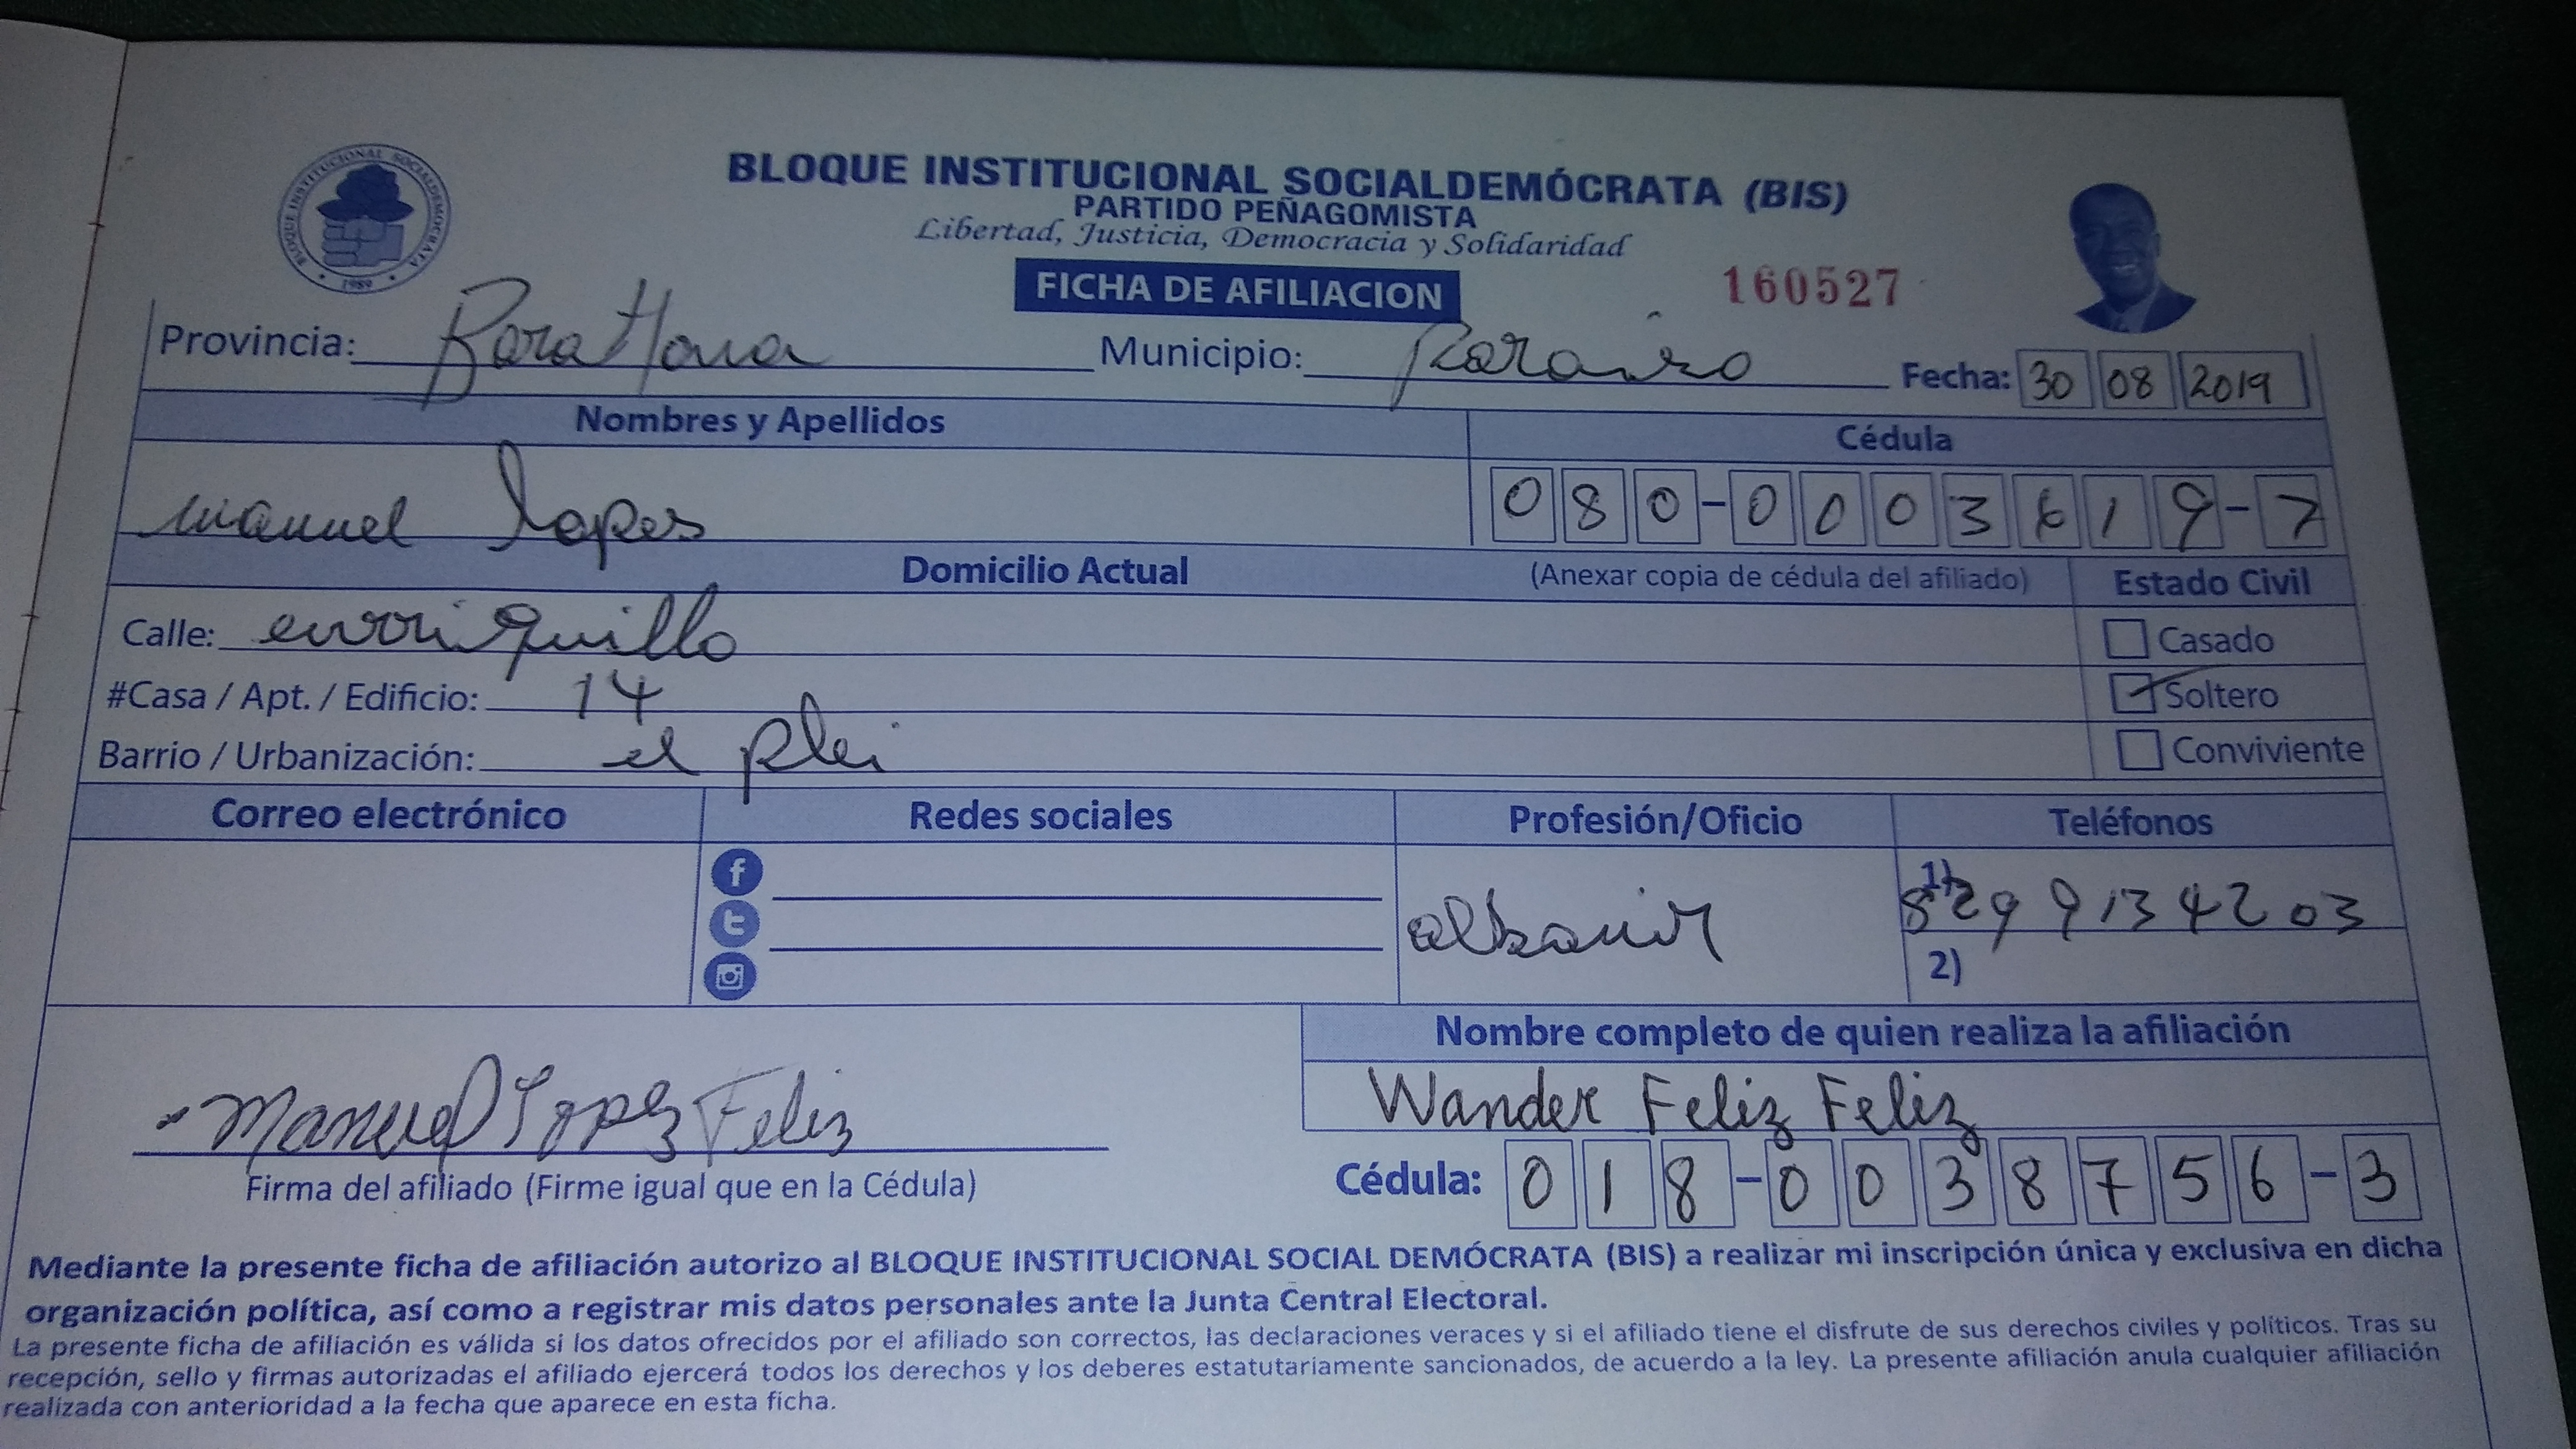 BLOQUE INSTITUCIONAL SOCIALDEMOCRATA
1989
BLOQUE INSTITUCIONAL SOCIALDEMÓCRATA (BIS)
PARTIDO PEÑAGOMISTA
Libertad, Justicia, Democracia y Solidaridad
FICHA DE AFILIACION 160527
Provincia: Barahona Municipio: Fecha: 30 08 2019
Nombres y Apellidos Cédula
manuel lopes 080-0003619-7
Domicilio Actual (Anexar copia de cédula del afiliado) Estado Civil
Calle: enrriquillo Casado
#Casa / Apt. / Edificio: 14 Soltero
Barrio / Urbanización: el plei Conviviente
Correo electrónico Redes sociales Profesión/Oficio Teléfonos
1) 829 913 4203
2)
Nombre completo de quien realiza la afiliación
Manuel Lopez Feliz Wander Feliz Feliz
Firma del afiliado (Firme igual que en la Cédula) Cédula: 018-0038756-3
Mediante la presente ficha de afiliación autorizo al BLOQUE INSTITUCIONAL SOCIAL DEMÓCRATA (BIS) a realizar mi inscripción única y exclusiva en dicha
organización política, así como a registrar mis datos personales ante la Junta Central Electoral.
La presente ficha de afiliación es válida si los datos ofrecidos por el afiliado son correctos, las declaraciones veraces y si el afiliado tiene el disfrute de sus derechos civiles y políticos. Tras su
recepción, sello y firmas autorizadas el afiliado ejercerá todos los derechos y los deberes estatutariamente sancionados, de acuerdo a la ley. La presente afiliación anula cualquier afiliación
realizada con anterioridad a la fecha que aparece en esta ficha.